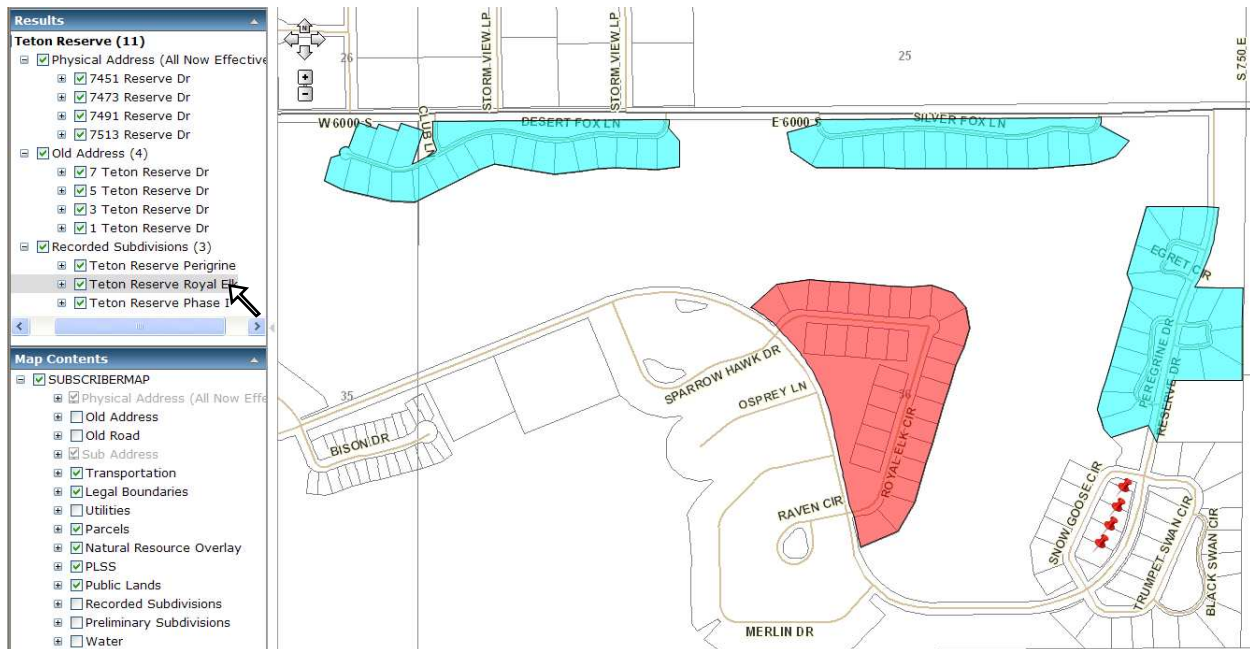 Results
Teton Reserve (11)
Physical Address (All Now Effective
7451 Reserve Dr
7473 Reserve Dr
7491 Reserve Dr
7513 Reserve Dr
Old Address (4)
7 Teton Reserve Dr
5 Teton Reserve Dr
3 Teton Reserve Dr
1 Teton Reserve Dr
Recorded Subdivisions (3)
Teton Reserve Perigrine
Teton Reserve Royal Elk
Teton Reserve Phase I
Map Contents
SUBSCRIBERMAP
Physical Address (All Now Effe
Old Address
Old Road
Sub Address
Transportation
Legal Boundaries
Utilities
Parcels
Natural Resource Overlay
PLSS
Public Lands
Recorded Subdivisions
Preliminary Subdivisions
Water
N
26
STORM VIEW LP
STORM VIEW LP
25
S 750 E
W 6000 S
CLUB LN
DESERT FOX LN
E 6000 S
SILVER FOX LN
EGRET CIR
PEREGRINE DR
RESERVE DR
SPARROW HAWK DR
OSPREY LN
35
36
BISON DR
ROYAL ELK CIR
RAVEN CIR
SNOW GOOSE CIR
TRUMPET SWAN CIR
BLACK SWAN CIR
MERLIN DR